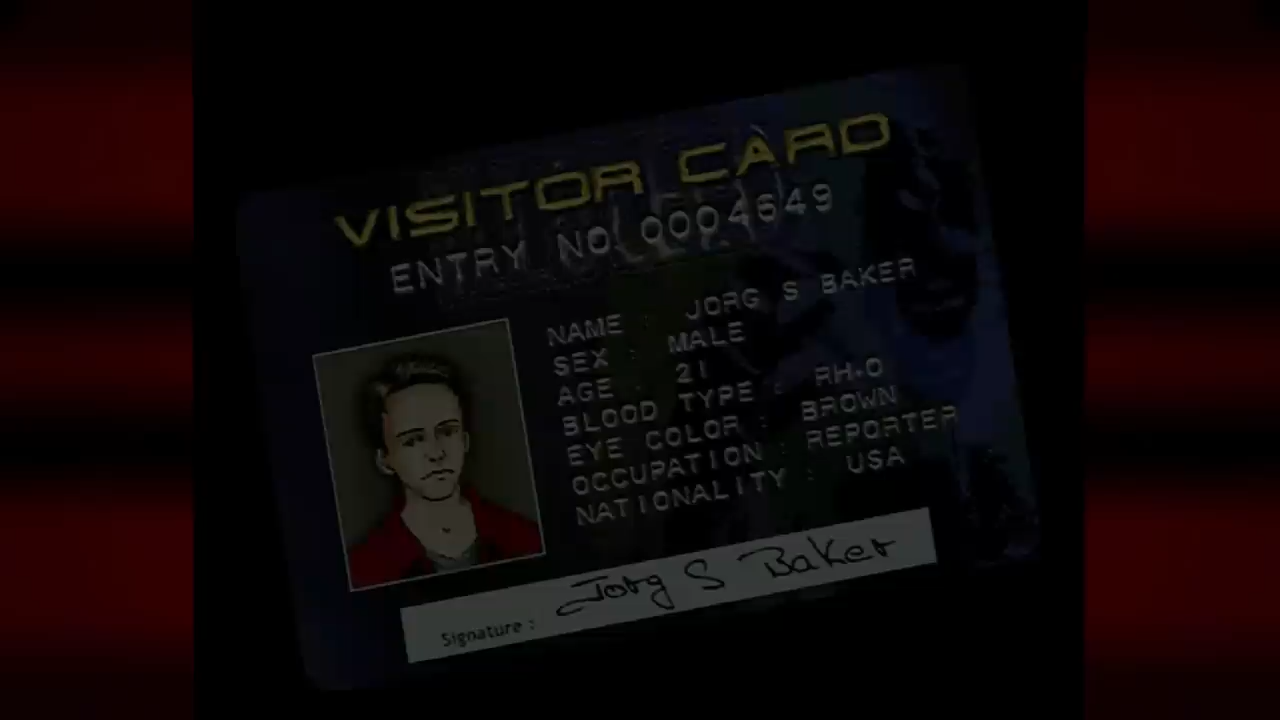 VISITOR CARD
ENTRY NO 0004649
NAME : JORG S BAKER
SEX : MALE
AGE : 21
BLOOD TYPE : RH-O
EYE COLOR : BROWN
OCCUPATION : REPORTER
NATIONALITY : USA
Signature : Jorg S Baker